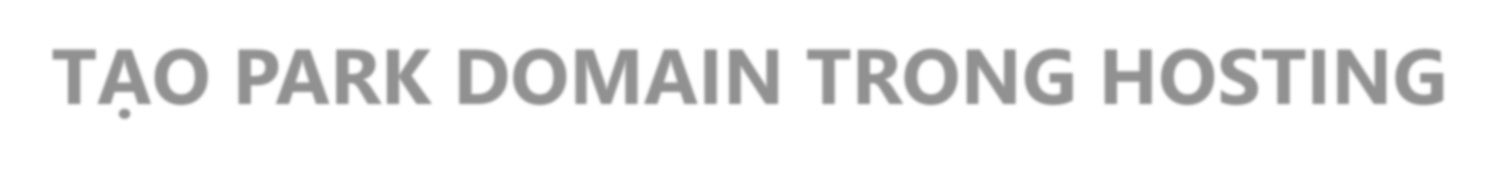 TẠO PARK DOMAIN TRONG HOSTING